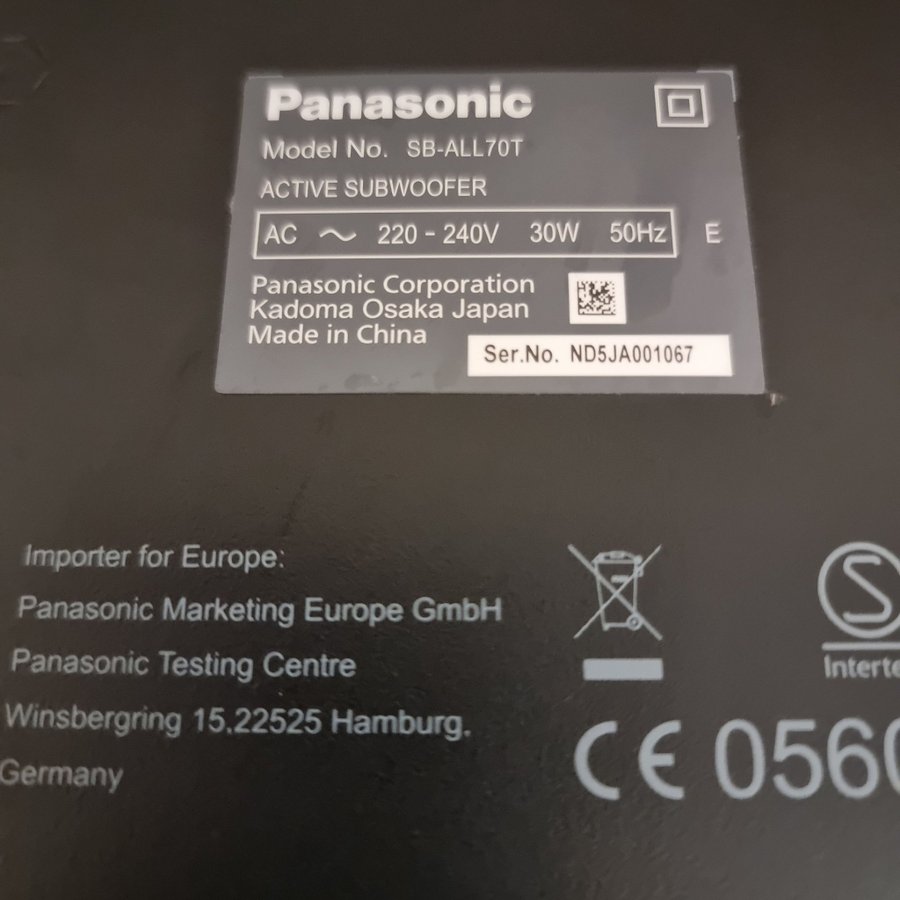 Panasonic
Model No. SB-ALL70T
ACTIVE SUBWOOFER
AC ~ 220 - 240V 30W 50Hz E
Panasonic Corporation
Kadoma Osaka Japan
Made in China
Ser.No. ND5JA001067
Importer for Europe:
Panasonic Marketing Europe GmbH
Panasonic Testing Centre
Winsbergring 15,22525 Hamburg,
Germany
S
Interte
CE 0560